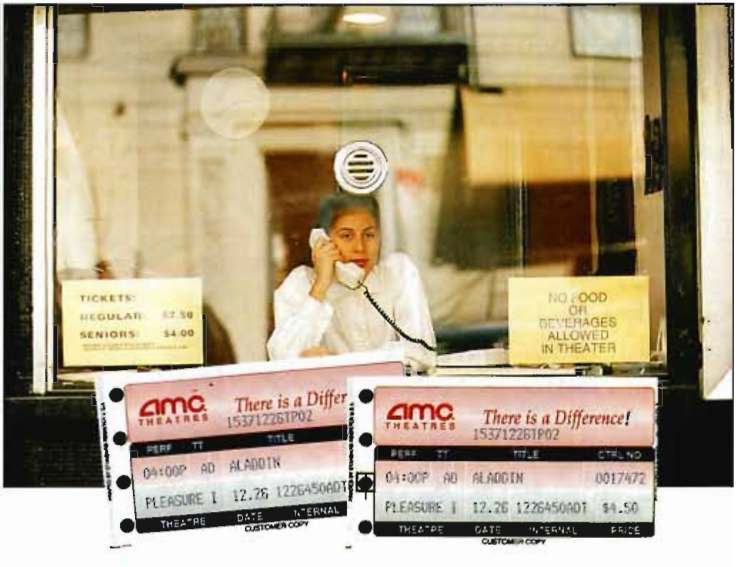 TICKETS:
REGULAR: $7.50
SENIORS: $4.00
NO FOOD
OR
BEVERAGES
ALLOWED
IN THEATER
amc
THEATRES
There is a Differ
15371226TP02
PERF TT TITLE
04:00P AD ALADDIN
PLEASURE I 12.26 1226450ADT
THEATRE DATE INTERNAL
CUSTOMER COPY
amc
THEATRES
There is a Difference!
15371226TP02
PERF TT TITLE CTRL NO
04:00P AD ALADDIN 0017472
PLEASURE I 12.26 1226450ADT $4.50
THEATRE DATE INTERNAL PRICE
CUSTOMER COPY